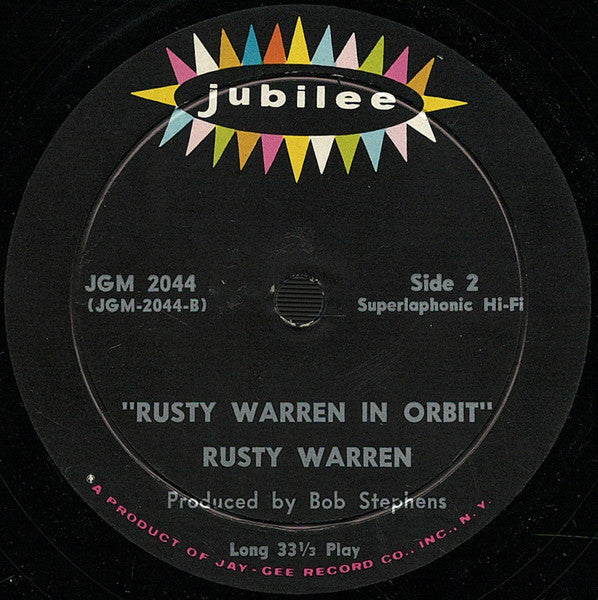 jubilee
JGM 2044
(JGM-2044-B)
Side 2
Superlaphonic Hi-Fi
"RUSTY WARREN IN ORBIT"
RUSTY WARREN
Produced by Bob Stephens
Long 33⅓ Play
*A PRODUCT OF JAY-GEE RECORD CO., INC., N. Y.